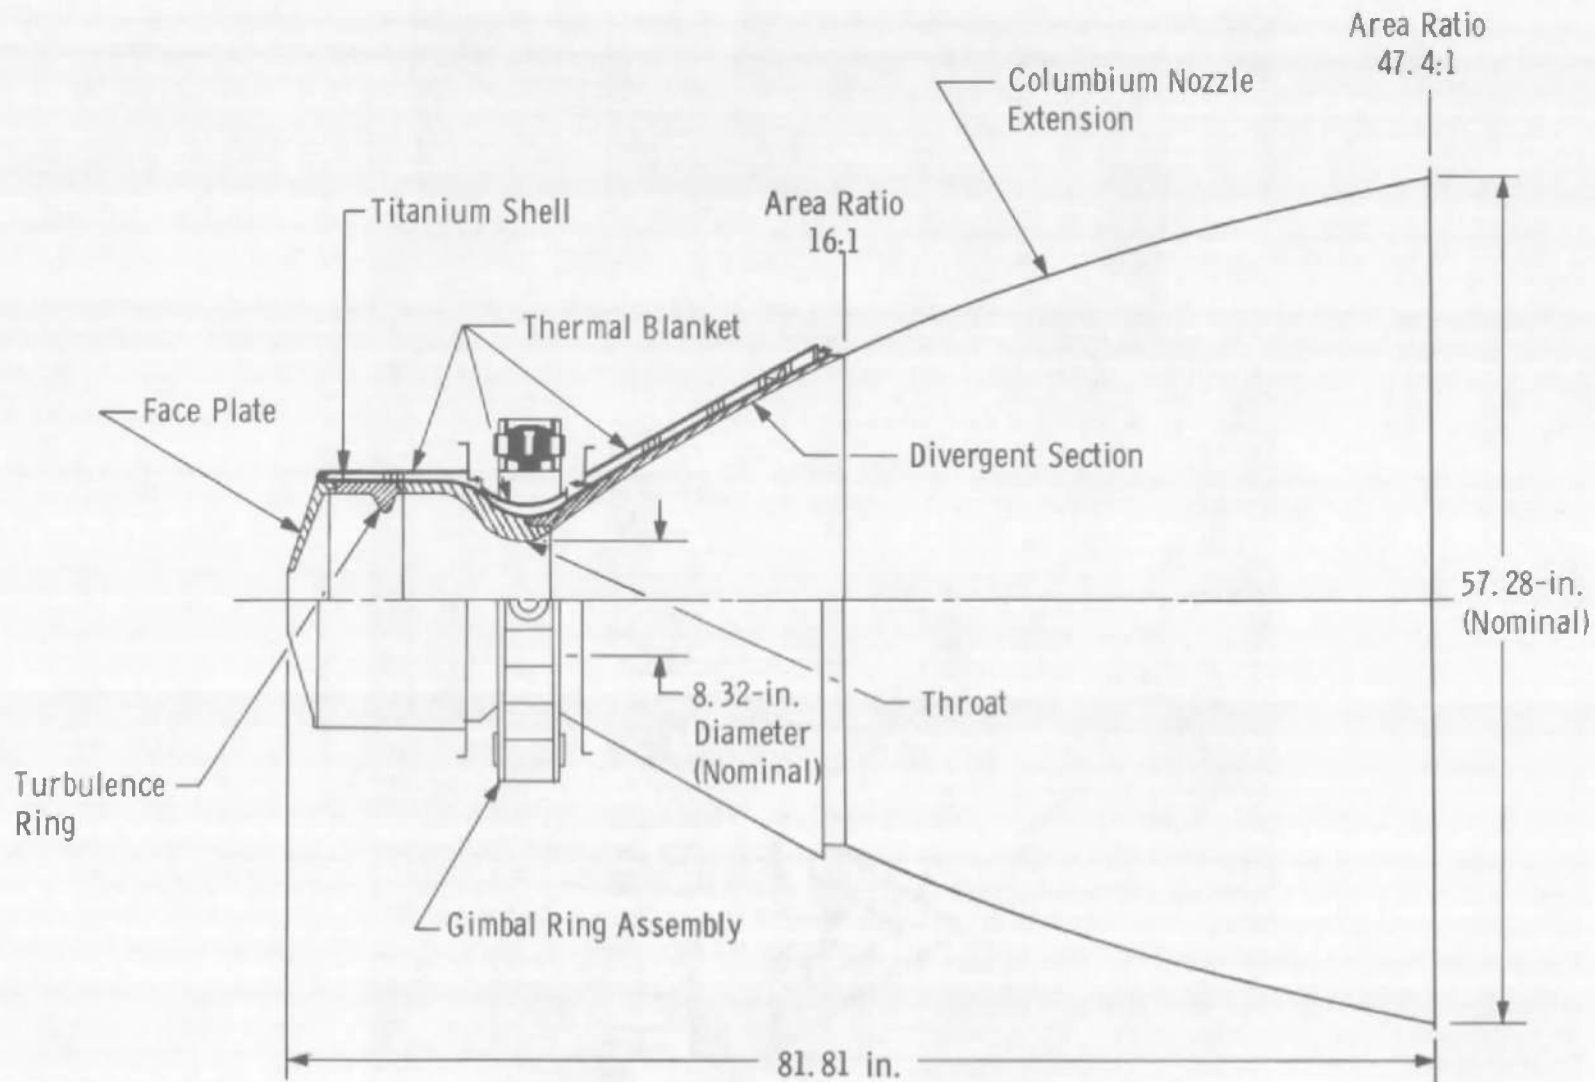 Area Ratio
47.4:1
Columbium Nozzle
Extension
Titanium Shell
Area Ratio
16:1
Thermal Blanket
Face Plate
Divergent Section
57.28-in.
(Nominal)
8.32-in.
Diameter
(Nominal)
Throat
Turbulence
Ring
Gimbal Ring Assembly
81.81 in.